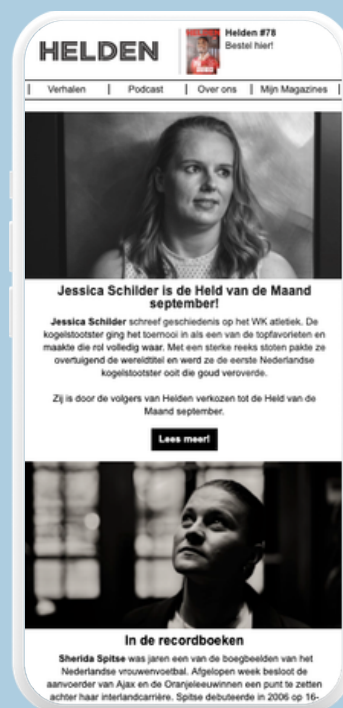 HELDEN
Helden #78
Bestel hier!
| Verhalen | Podcast | Over ons | Mijn Magazines |
Jessica Schilder is de Held van de Maand
september!
Jessica Schilder schreef geschiedenis op het WK atletiek. De
kogelstootster ging het toernooi in als een van de topfavorieten en
maakte die rol volledig waar. Met een sterke reeks stoten pakte ze
overtuigend de wereldtitel en werd ze de eerste Nederlandse
kogelstootster ooit die goud veroverde.
Zij is door de volgers van Helden verkozen tot de Held van de
Maand september.
Lees meer!
In de recordboeken
Sherida Spitse was jaren een van de boegbeelden van het
Nederlandse vrouwenvoetbal. Afgelopen week besloot de
aanvoerder van Ajax en de Oranjeleeuwinnen een punt te zetten
achter haar interlandcarrière. Spitse debuteerde in 2006 op 16-